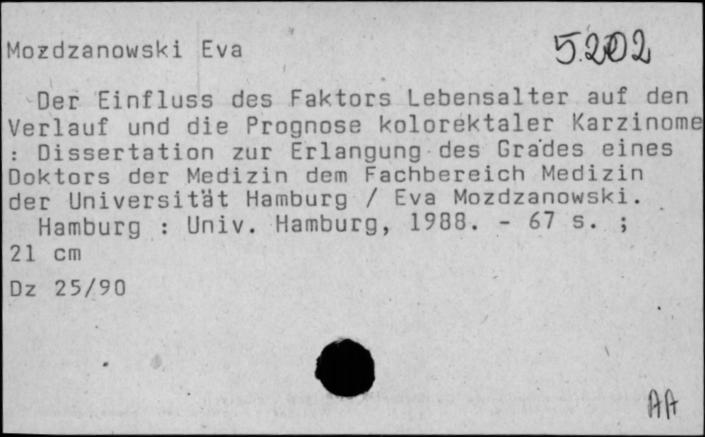 Mozdzanowski Eva
5.202
Der Einfluss des Faktors Lebensalter auf den
Verlauf und die Prognose kolorektaler Karzinome
: Dissertation zur Erlangung des Grades eines
Doktors der Medizin dem Fachbereich Medizin
der Universität Hamburg / Eva Mozdzanowski.
Hamburg : Univ. Hamburg, 1988. - 67 s. ;
21 cm
Dz 25/90
AA